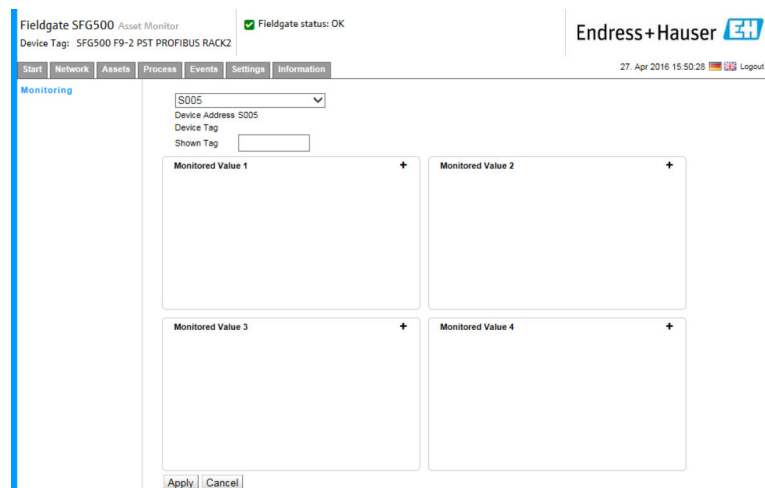 Fieldgate SFG500 Asset Monitor
Device Tag: SFG500 F9-2 PST PROFIBUS RACK2
Fieldgate status: OK
Endress+Hauser EH
Start Network Assets Process Events Settings Information
27. Apr 2016 15:50:28 Logout
Monitoring
S005
Device Address S005
Device Tag
Shown Tag
Monitored Value 1 +
Monitored Value 2 +
Monitored Value 3 +
Monitored Value 4 +
Apply Cancel